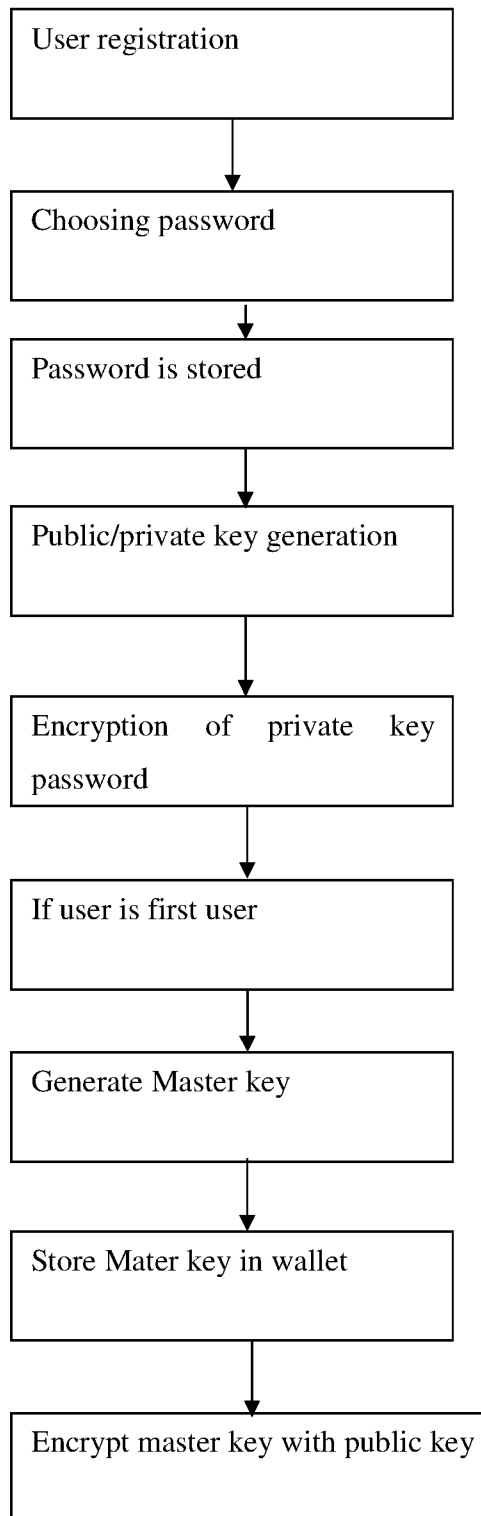 User registration
Choosing password
Password is stored
Public/private key generation
Encryption of private key
password
If user is first user
Generate Master key
Store Mater key in wallet
Encrypt master key with public key